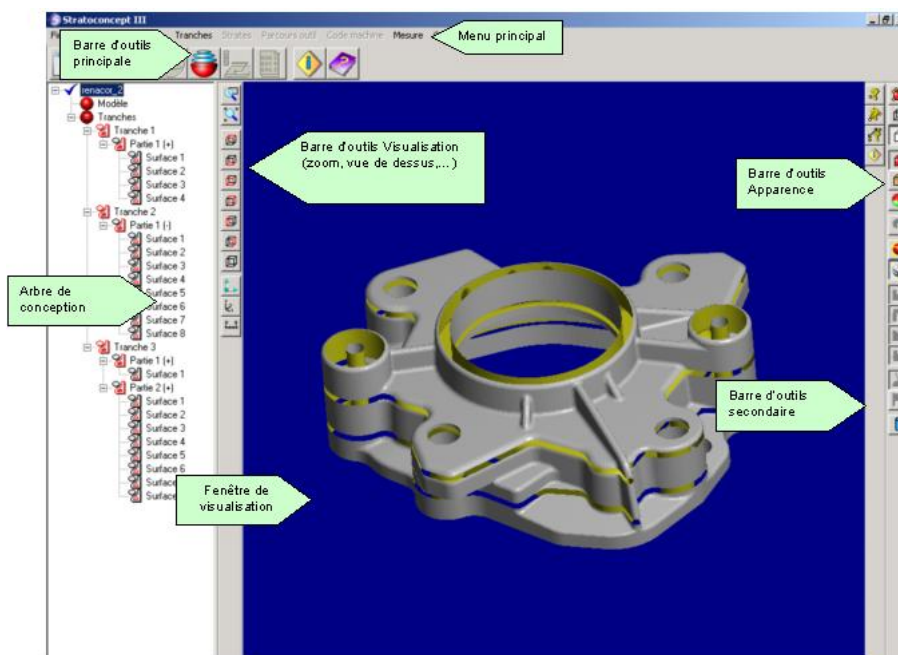 Stratoconcept III
Tranches Strates Parcours outil Code machine Mesure
Barre d'outils
principale
Menu principal
renacor_2
Modèle
Tranches
Tranche 1
Partie 1 (+)
Surface 1
Surface 2
Surface 3
Surface 4
Tranche 2
Partie 1 (-)
Surface 1
Surface 2
Surface 3
Surface 4
Surface 5
Surface 6
Surface 7
Surface 8
Tranche 3
Partie 1 (+)
Surface 1
Partie 2 (+)
Surface 1
Surface 2
Surface 3
Surface 4
Surface 5
Surface 6
Surface
Surface
Barre d'outils Visualisation
(zoom, vue de dessus,...)
Barre d'outils
Apparence
Arbre de
conception
Barre d'outils
secondaire
Fenêtre de
visualisation